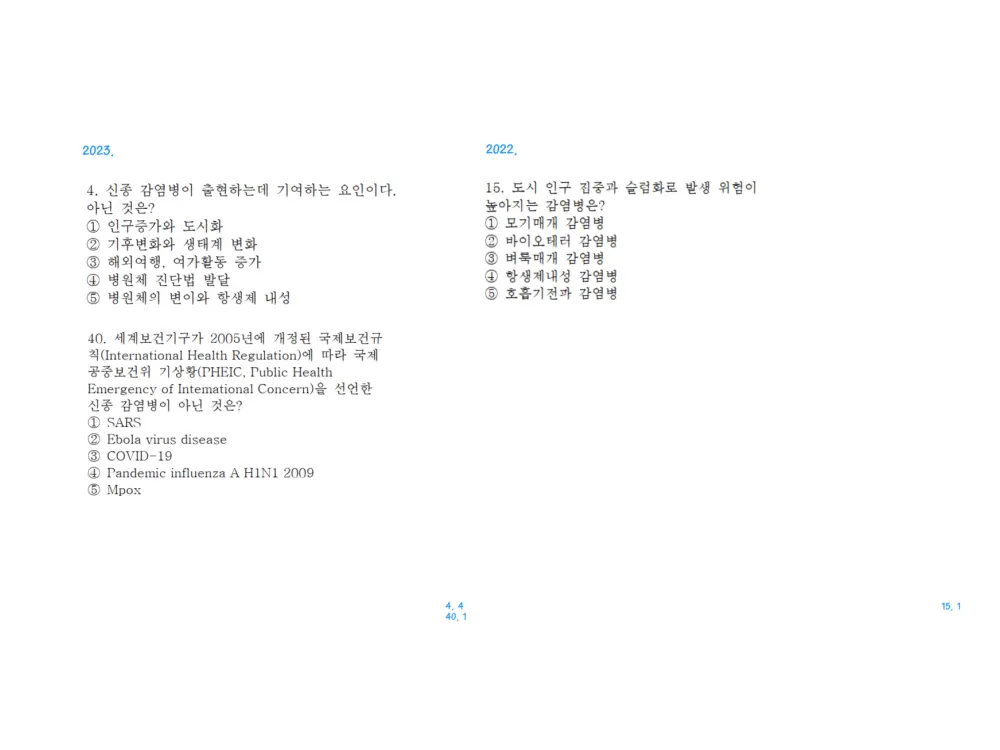 2023.
4. 신종 감염병이 출현하는데 기여하는 요인이다.
아닌 것은?
① 인구증가와 도시화
② 기후변화와 생태계 변화
③ 해외여행, 여가활동 증가
④ 병원체 진단법 발달
⑤ 병원체의 변이와 항생제 내성
40. 세계보건기구가 2005년에 개정된 국제보건규
칙(International Health Regulation)에 따라 국제
공중보건위 기상황(PHEIC, Public Health
Emergency of Intemational Concern)을 선언한
신종 감염병이 아닌 것은?
① SARS
② Ebola virus disease
③ COVID-19
④ Pandemic influenza A H1N1 2009
⑤ Mpox
4, 4
40, 1
2022.
15. 도시 인구 집중과 슬럼화로 발생 위험이
높아지는 감염병은?
① 모기매개 감염병
② 바이오테러 감염병
③ 벼룩매개 감염병
④ 항생제내성 감염병
⑤ 호흡기전파 감염병
15, 1